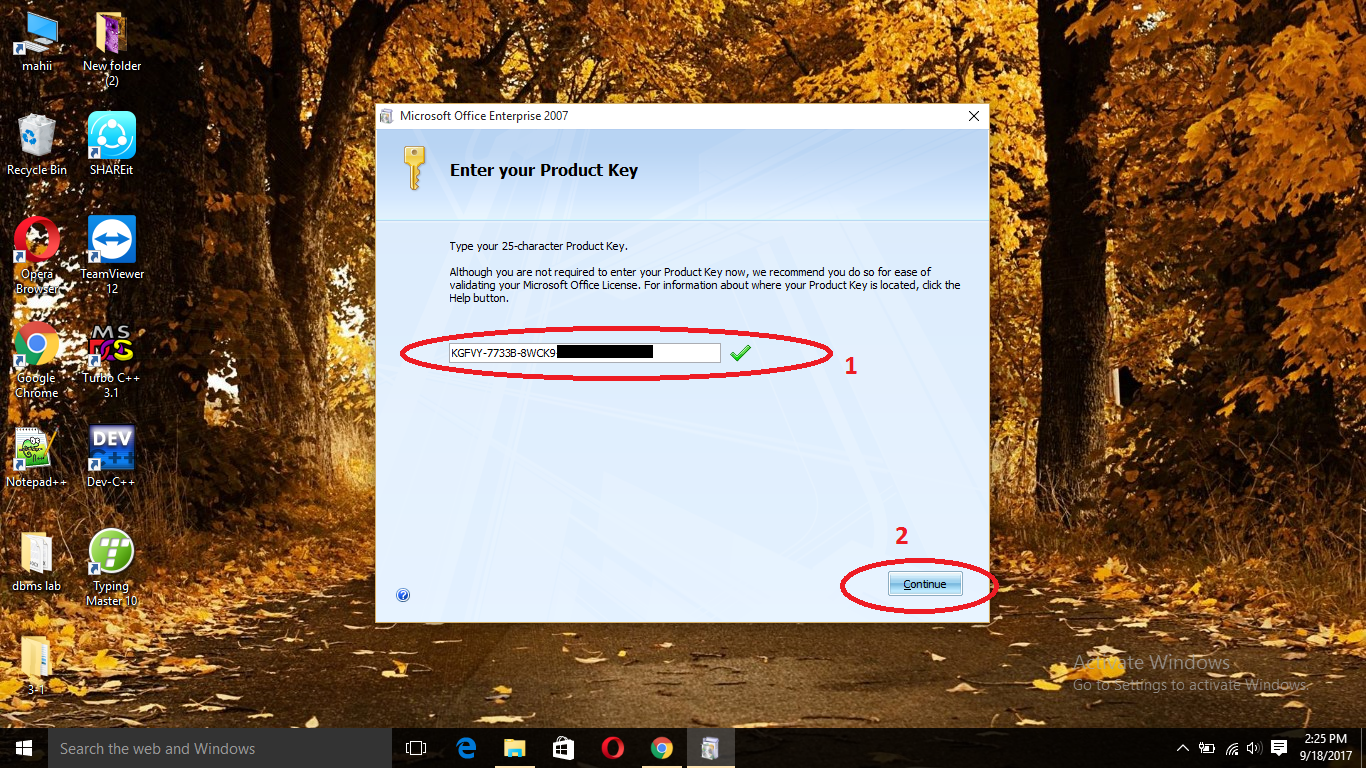 mahii
New folder
(2)
Recycle Bin
SHAREit
Opera
Browser
TeamViewer
12
Google
Chrome
MS
Turbo C++
3.1
Notepad++
DEV
C++
Dev-C++
dbms lab
Typing
Master 10
3-1
Microsoft Office Enterprise 2007
Enter your Product Key
Type your 25-character Product Key.
Although you are not required to enter your Product Key now, we recommend you do so for ease of
validating your Microsoft Office License. For information about where your Product Key is located, click the
Help button.
KGFVY-7733B-8WCK9
1
2
Continue
Activate Windows
Go to Settings to activate Windows.
Search the web and Windows
2:25 PM
9/18/2017